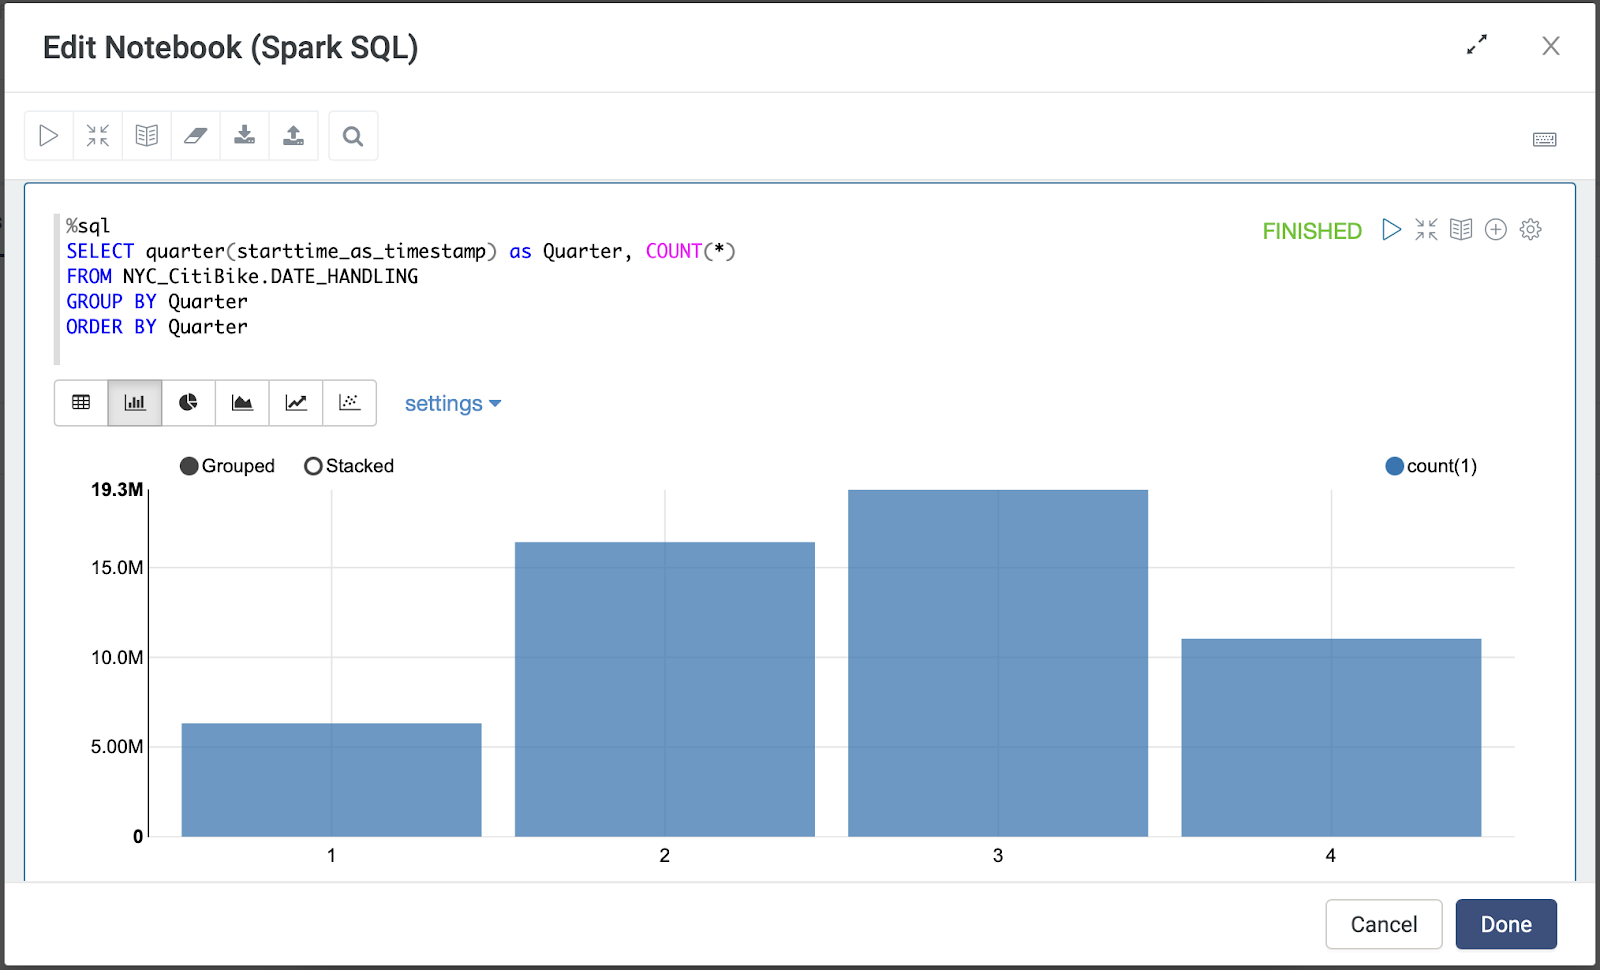 Edit Notebook (Spark SQL)
%sql
FINISHED
SELECT quarter(starttime_as_timestamp) as Quarter, COUNT(*)
FROM NYC_CitiBike.DATE_HANDLING
GROUP BY Quarter
ORDER BY Quarter
settings
Grouped Stacked count(1)
19.3M
15.0M
10.0M
5.00M
0
1 2 3 4
Cancel Done